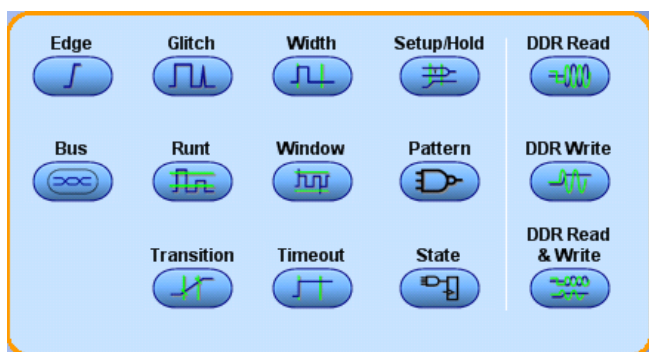 Edge
Glitch
Width
Setup/Hold
DDR Read
Bus
Runt
Window
Pattern
DDR Write
Transition
Timeout
State
DDR Read
& Write